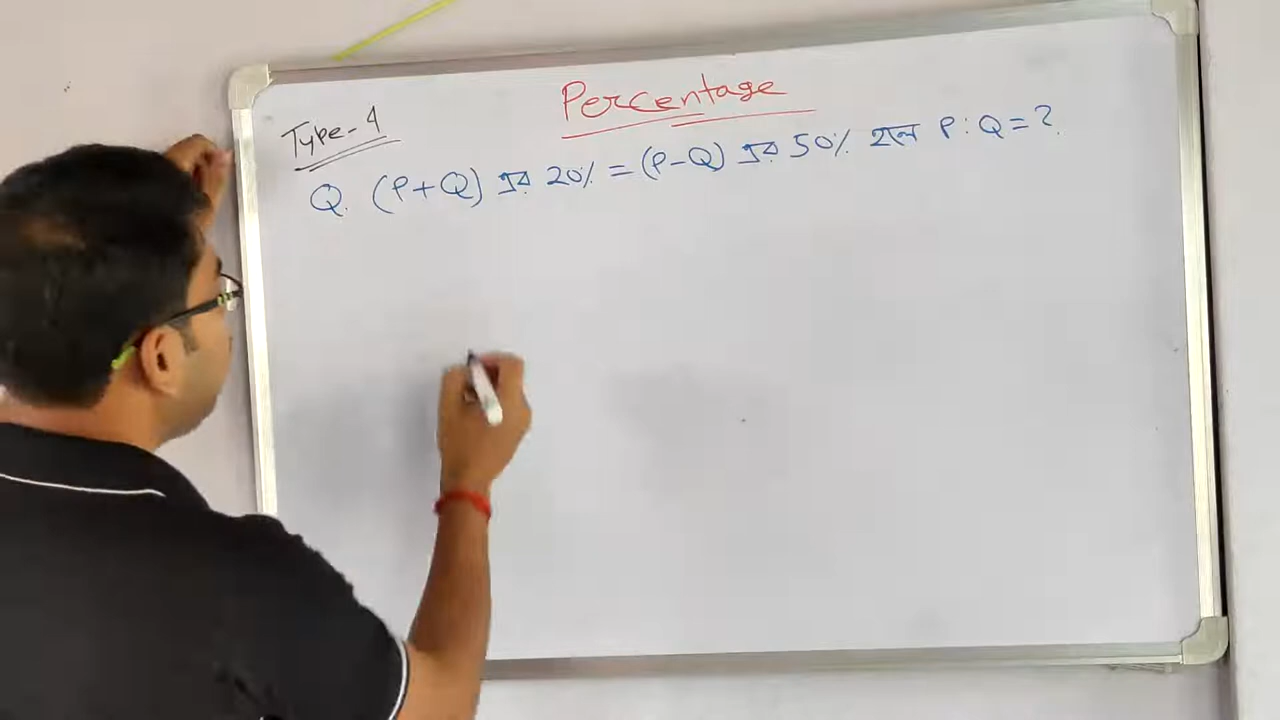 Percentage
Type-4
Q. (P+Q) এর 20% = (P-Q) এর 50% হলে P:Q=?